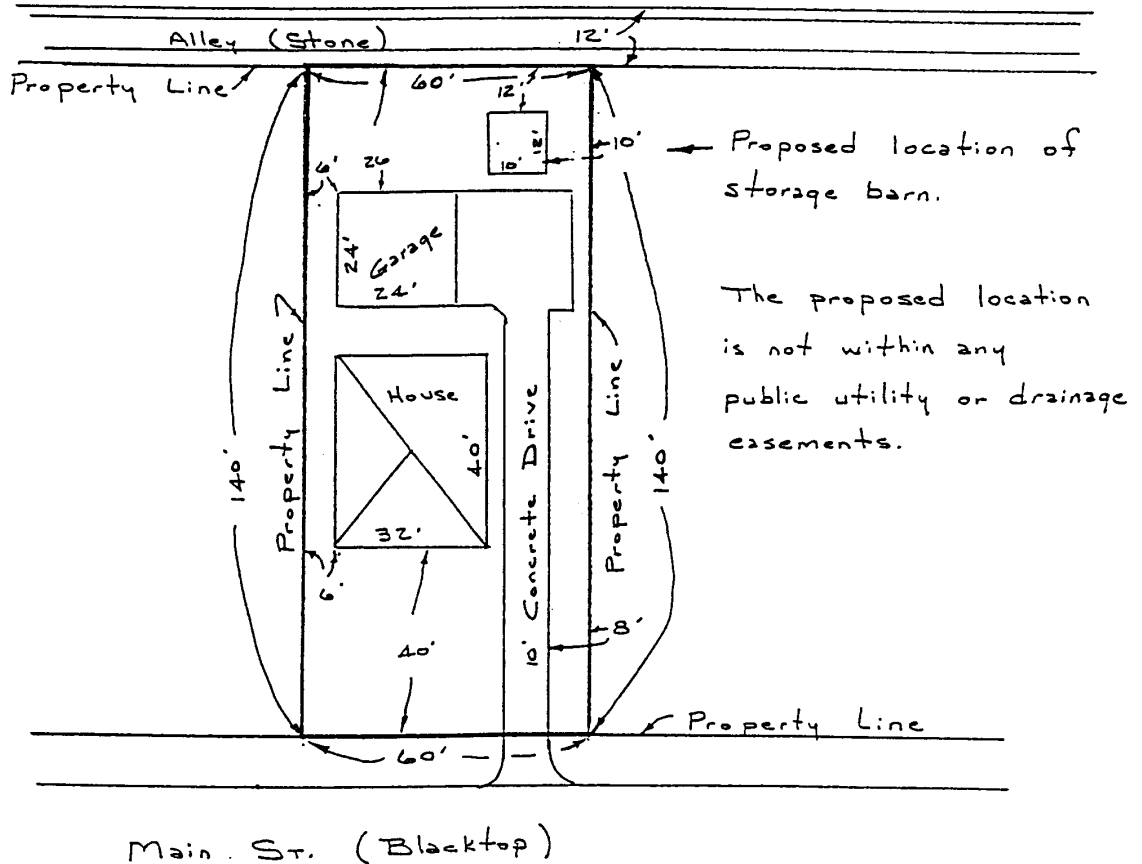 12'
Alley (Stone)
Property Line
60'
12'
12'
10'
10'
Proposed location of
storage barn.
6'
26
24'
Garage
24'
The proposed location
is not within any
public utility or drainage
easements.
House
40'
32'
140'
Property Line
10' Concrete Drive
Property Line
140'
6'
40'
8'
Property Line
60'
Main St. (Blacktop)